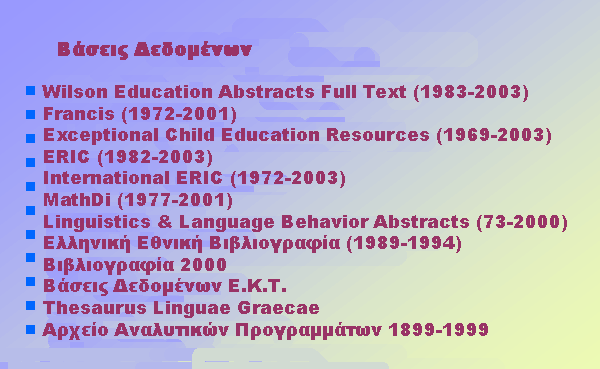 Βάσεις Δεδομένων
Wilson Education Abstracts Full Text (1983-2003)
Francis (1972-2001)
Exceptional Child Education Resources (1969-2003)
ERIC (1982-2003)
International ERIC (1972-2003)
MathDi (1977-2001)
Linguistics & Language Behavior Abstracts (73-2000)
Ελληνική Εθνική Βιβλιογραφία (1989-1994)
Βιβλιογραφία 2000
Βάσεις Δεδομένων Ε.Κ.Τ.
Thesaurus Linguae Graecae
Αρχείο Αναλυτικών Προγραμμάτων 1899-1999